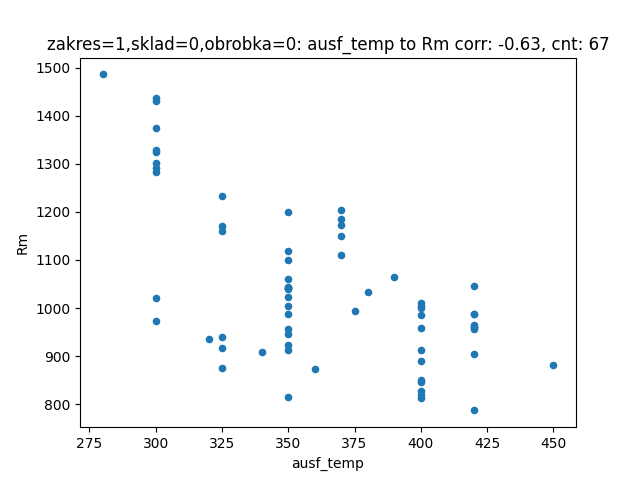 zakres=1,sklad=0,obrobka=0: ausf_temp to Rm corr: -0.63, cnt: 67
1500
1400
1300
1200
1100
1000
900
800
Rm
275 300 325 350 375 400 425 450
ausf_temp